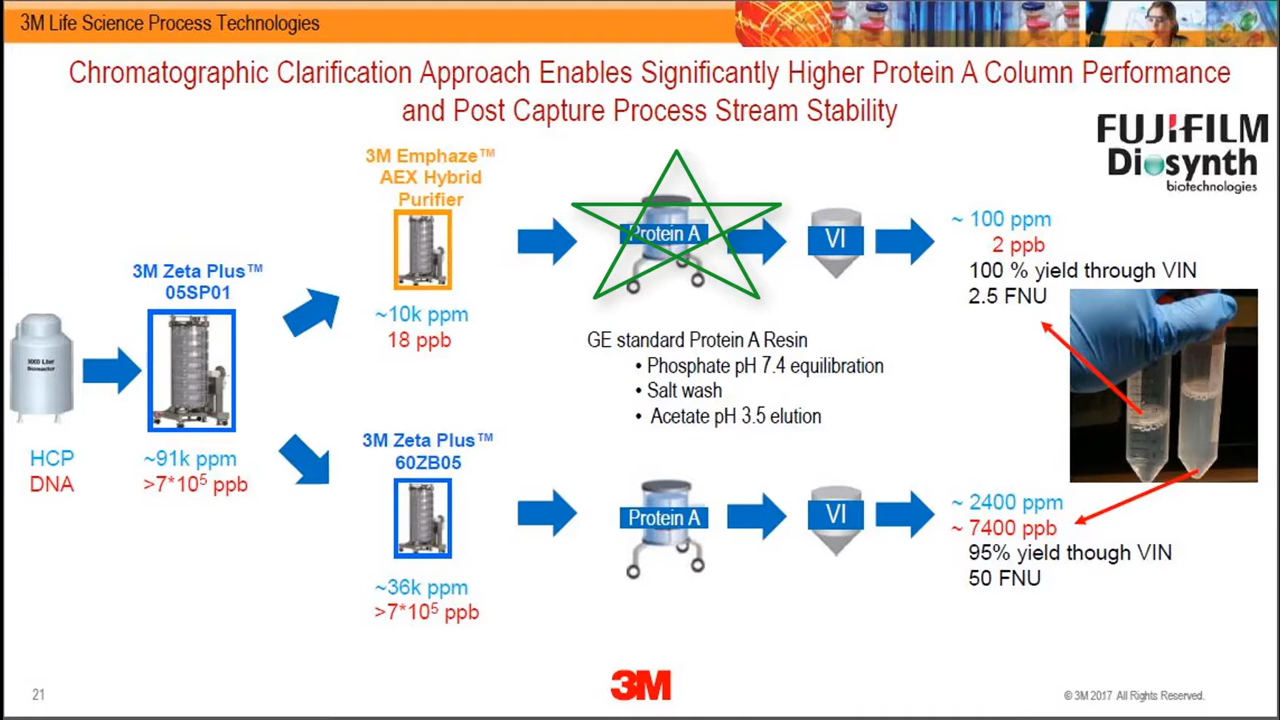 3M Life Science Process Technologies
Chromatographic Clarification Approach Enables Significantly Higher Protein A Column Performance
and Post Capture Process Stream Stability
FUJIFILM
Diosynth
biotechnologies
3M Emphaze™
AEX Hybrid
Purifier
Protein A
VI
~ 100 ppm
2 ppb
100 % yield through VIN
2.5 FNU
3M Zeta Plus™
05SP01
~10k ppm
18 ppb
GE standard Protein A Resin
• Phosphate pH 7.4 equilibration
• Salt wash
• Acetate pH 3.5 elution
HCP
DNA
~91k ppm
>7*10⁵ ppb
3M Zeta Plus™
60ZB05
Protein A
VI
~ 2400 ppm
~ 7400 ppb
95% yield though VIN
50 FNU
~36k ppm
>7*10⁵ ppb
21
3M
© 3M 2017 All Rights Reserved.